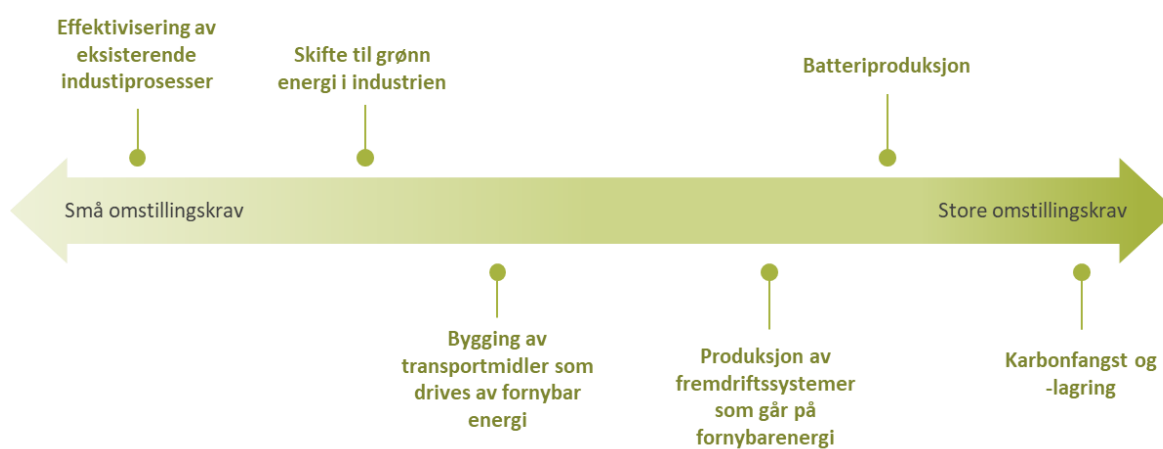 Effektivisering av
eksisterende
industiprosesser
Skifte til grønn
energi i industrien
Batteriproduksjon
Små omstillingskrav
Store omstillingskrav
Bygging av
transportmidler som
drives av fornybar
energi
Produksjon av
fremdriftssystemer
som går på
fornybarenergi
Karbonfangst og
-lagring